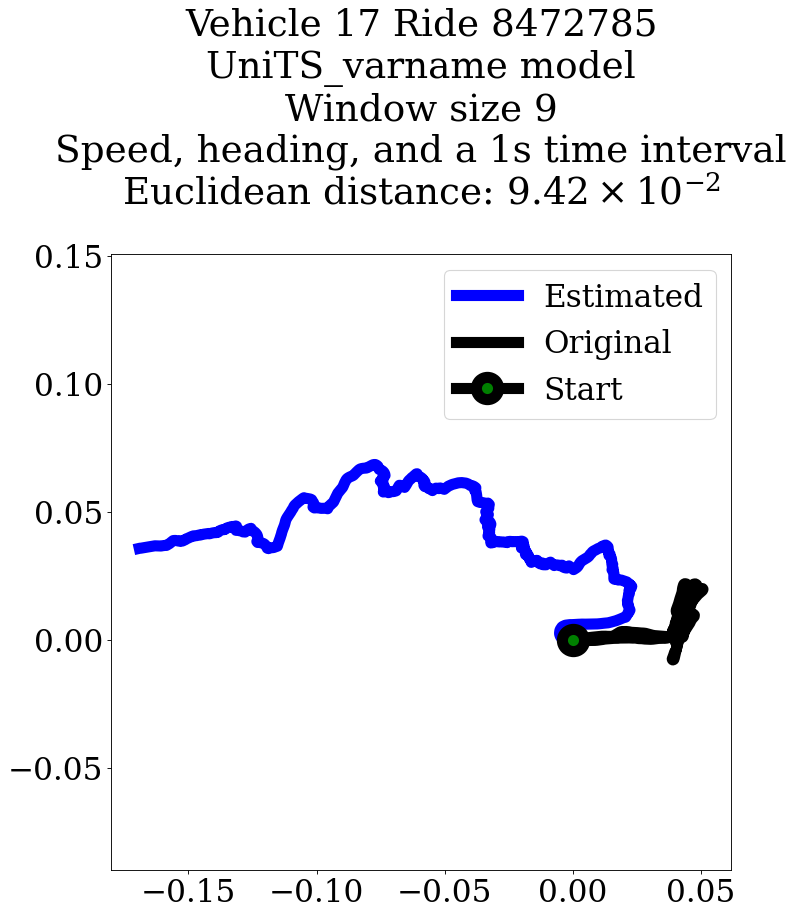 Vehicle 17 Ride 8472785
UniTS_varname model
Window size 9
Speed, heading, and a 1s time interval
Euclidean distance: 9.42 × 10⁻²
0.15
0.10
0.05
0.00
−0.05
Estimated
Original
Start
−0.15 −0.10 −0.05 0.00 0.05